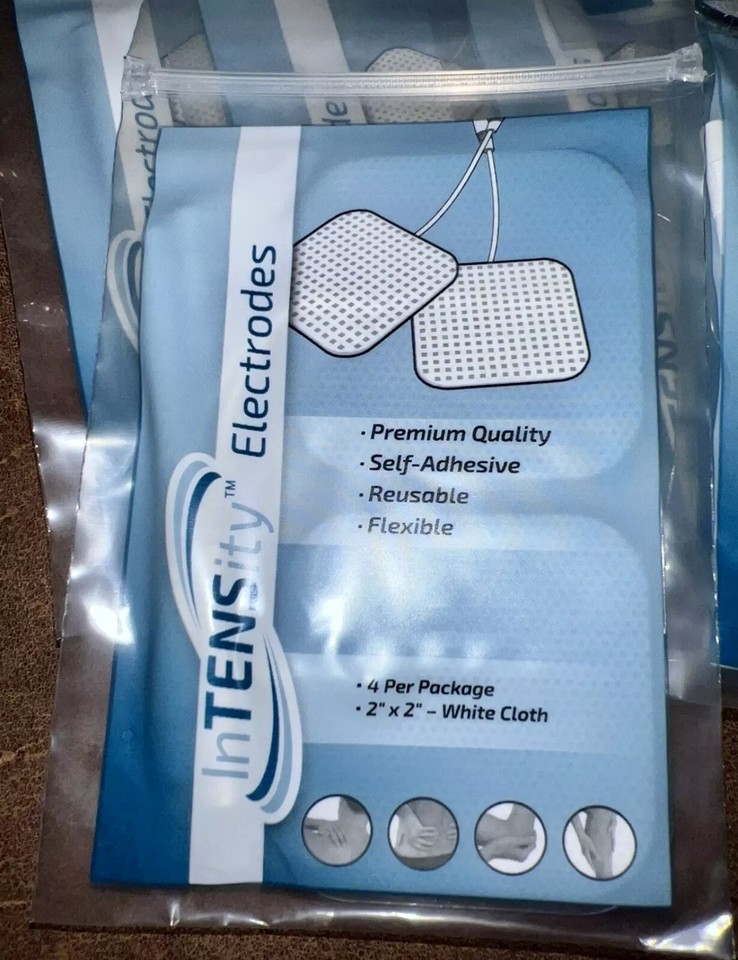 InTENSity™ Electrodes
• Premium Quality
• Self-Adhesive
• Reusable
• Flexible
• 4 Per Package
• 2" x 2" – White Cloth